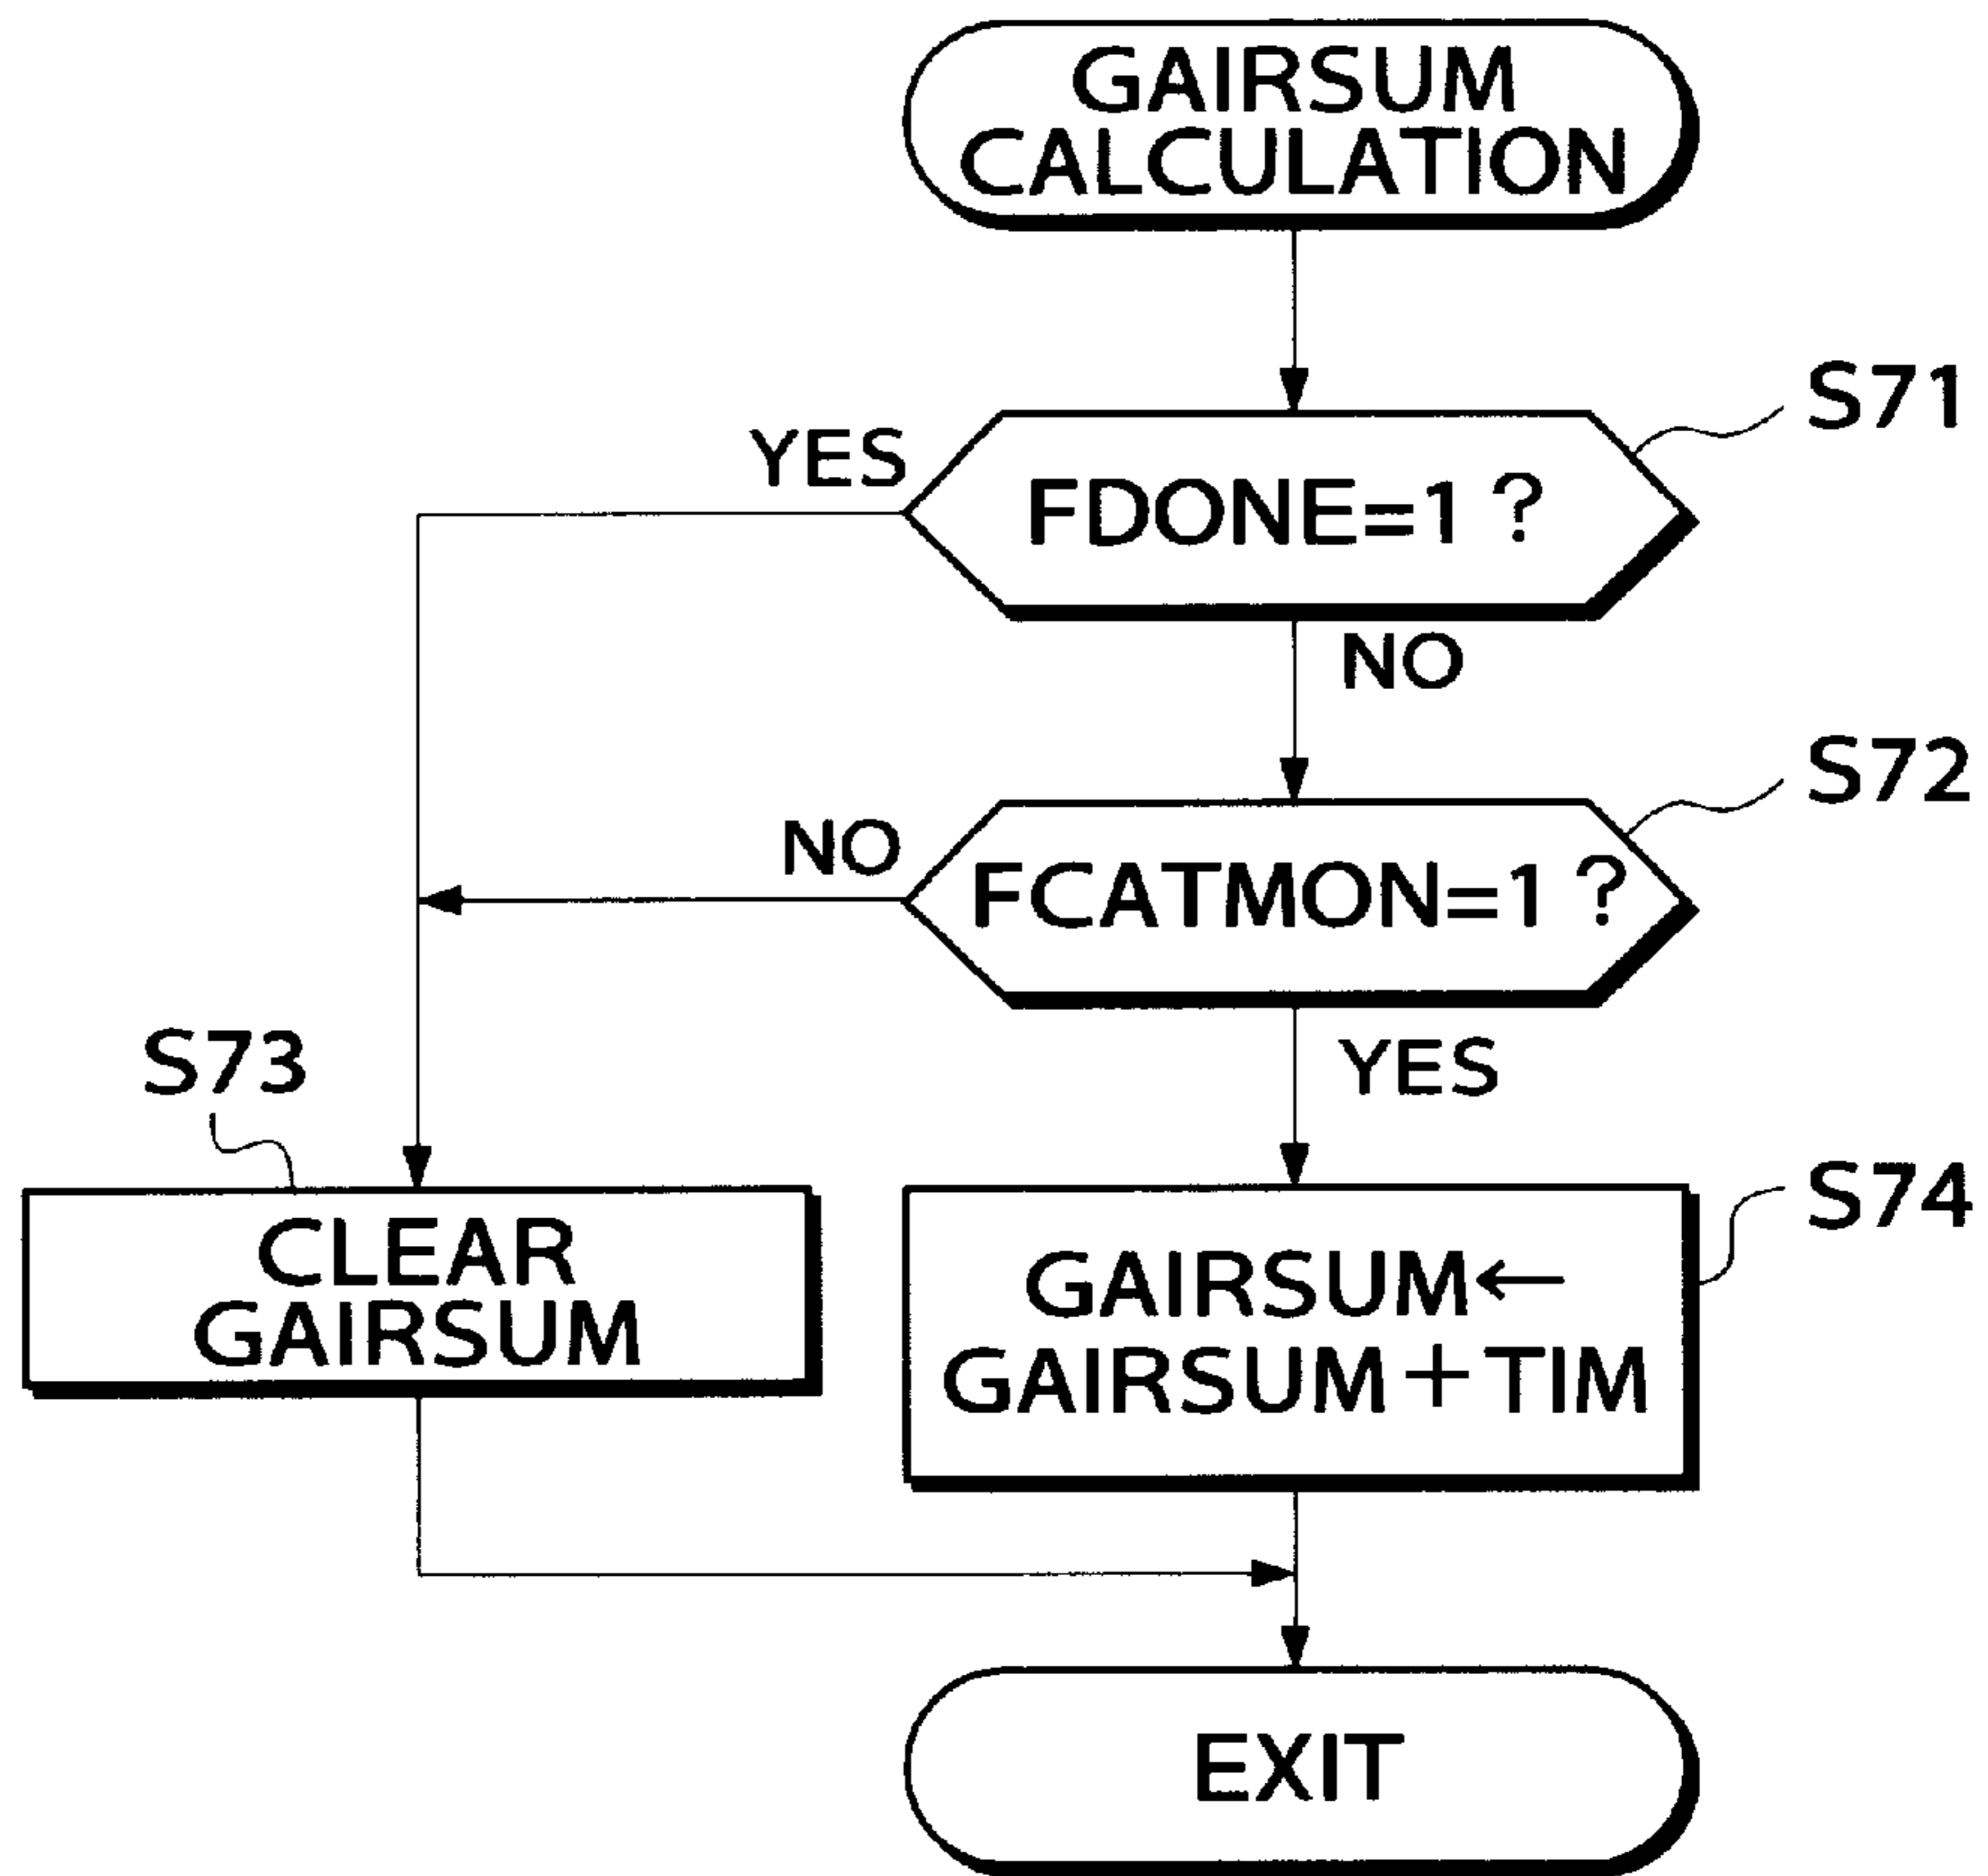 GAIRSUM
CALCULATION
S71
YES
FDONE=1 ?
NO
S72
NO
FCATMON=1 ?
YES
S73
CLEAR
GAIRSUM
S74
GAIRSUM←
GAIRSUM+TIM
EXIT